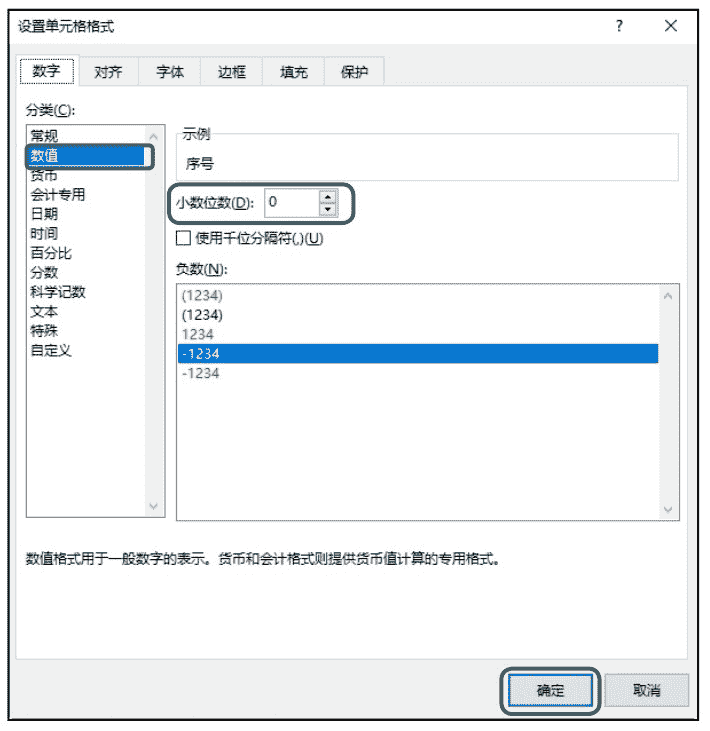 设置单元格格式
?
×
数字 对齐 字体 边框 填充 保护
分类(C):
常规
数值
货币
会计专用
日期
时间
百分比
分数
科学记数
文本
特殊
自定义
示例
序号
小数位数(D): 0
使用千位分隔符(,)(U)
负数(N):
(1234)
(1234)
1234
-1234
-1234
数值格式用于一般数字的表示。货币和会计格式则提供货币值计算的专用格式。
确定 取消